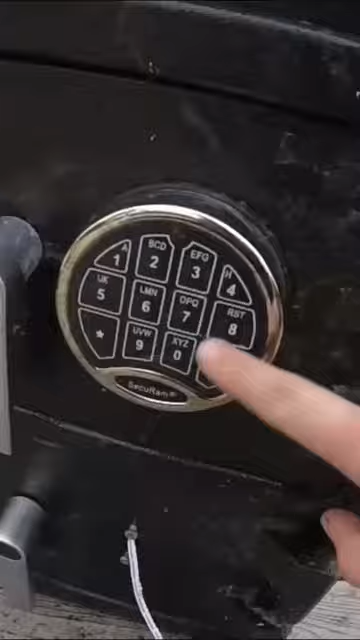 A BCD EFG H
1 2 3 4
IJK LMN OPQ RST
5 6 7 8
* UVW XYZ
9 0
SecuRam®